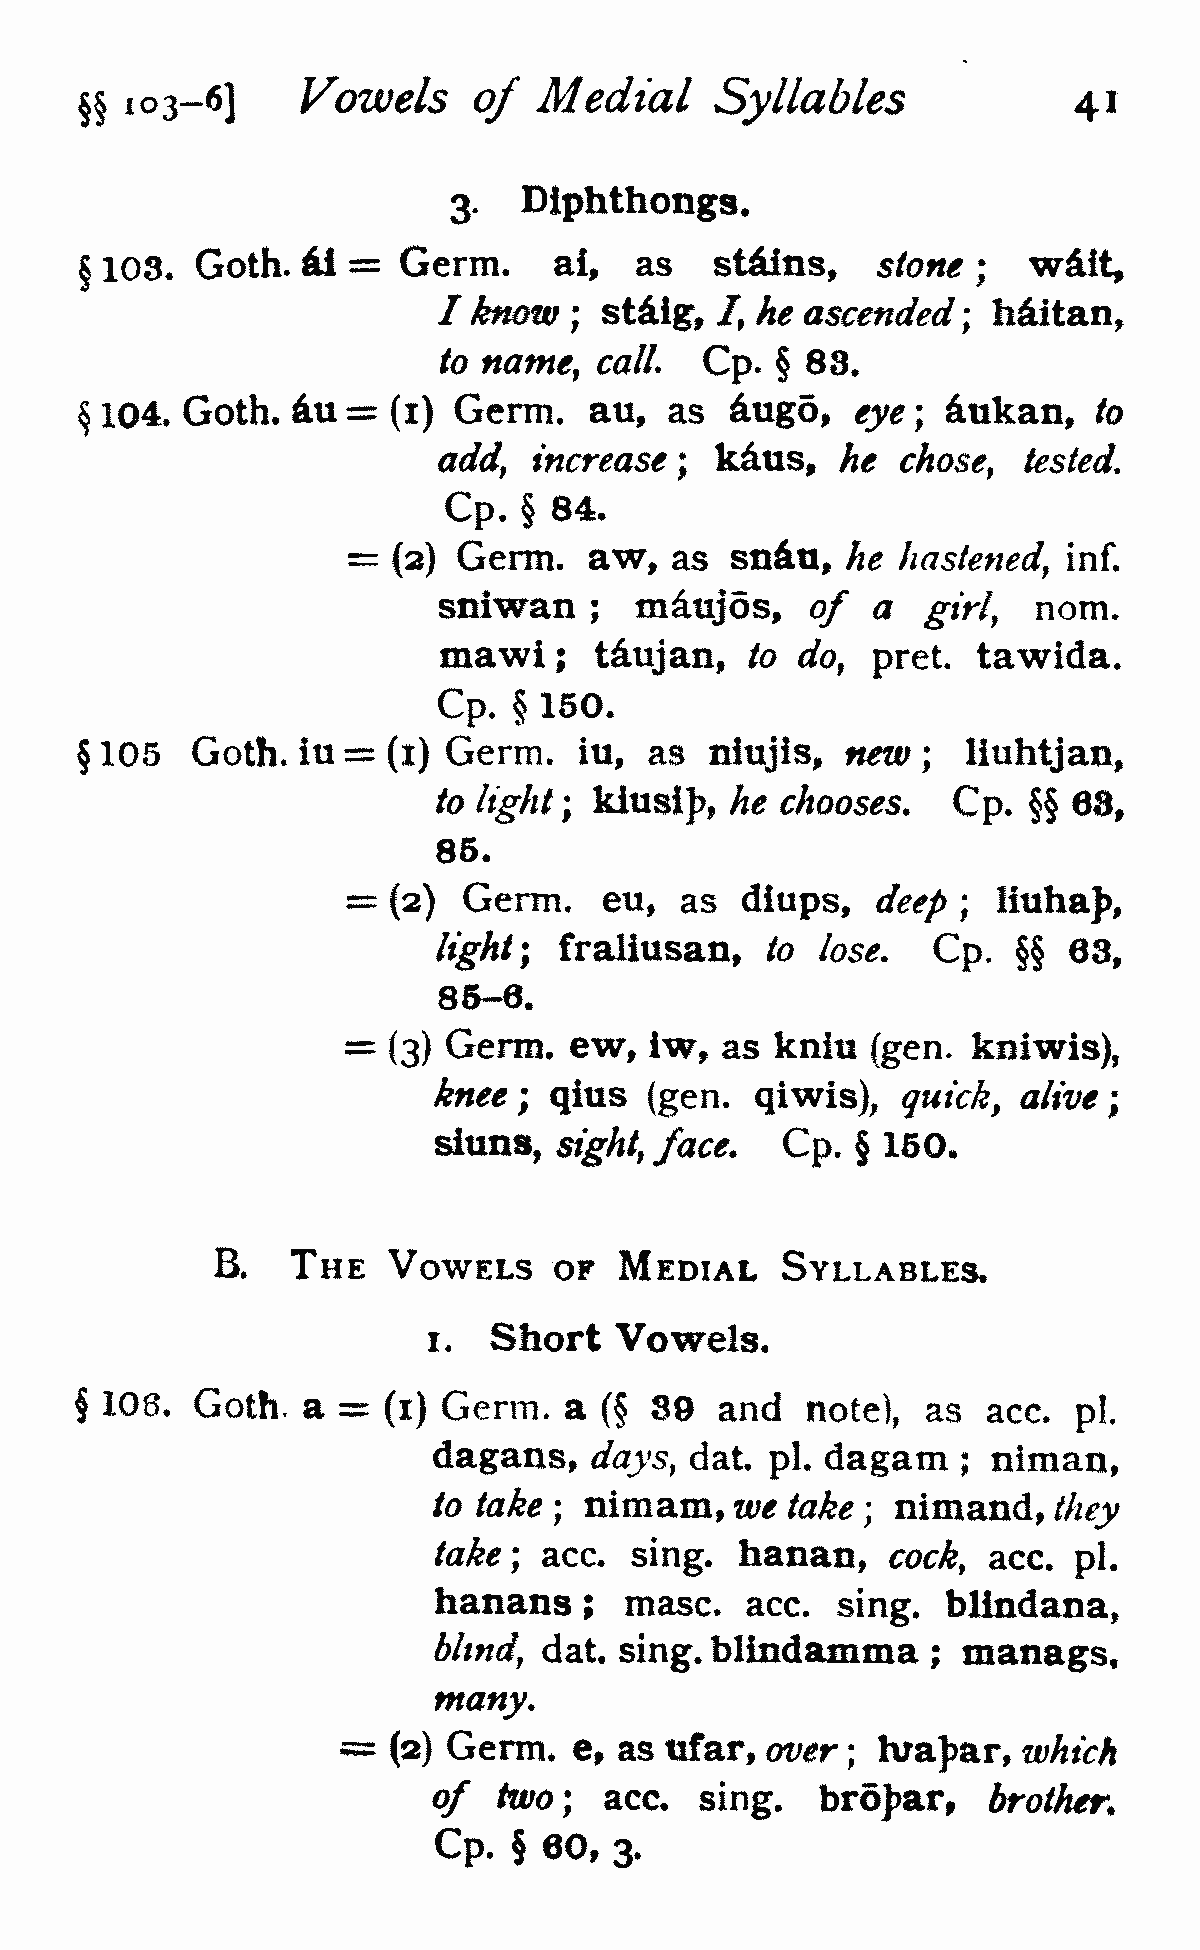 §§ 103–6] Vowels of Medial Syllables 41
3. Diphthongs.
§ 103. Goth. ái = Germ. ai, as stáins, stone ; wáit,
I know ; stáig, I, he ascended ; háitan,
to name, call. Cp. § 83.
§ 104. Goth. áu = (1) Germ. au, as áugō, eye ; áukan, to
add, increase ; káus, he chose, tested.
Cp. § 84.
= (2) Germ. aw, as snáu, he hastened, inf.
sniwan ; máujōs, of a girl, nom.
mawi ; táujan, to do, pret. tawida.
Cp. § 150.
§ 105 Goth. iu = (1) Germ. iu, as niujis, new ; liuhtjan,
to light ; kiusiþ, he chooses. Cp. §§ 63,
85.
= (2) Germ. eu, as diups, deep ; liuhaþ,
light ; fraliusan, to lose. Cp. §§ 63,
85–6.
= (3) Germ. ew, iw, as kniu (gen. kniwis),
knee ; qius (gen. qiwis), quick, alive ;
siuns, sight, face. Cp. § 150.
B. The Vowels of Medial Syllables.
1. Short Vowels.
§ 106. Goth. a = (1) Germ. a (§ 39 and note), as acc. pl.
dagans, days, dat. pl. dagam ; niman,
to take ; nimam, we take ; nimand, they
take ; acc. sing. hanan, cock, acc. pl.
hanans ; masc. acc. sing. blindana,
blind, dat. sing. blindamma ; manags,
many.
= (2) Germ. e, as ufar, over ; ƕaþar, which
of two ; acc. sing. brōþar, brother.
Cp. § 60, 3.